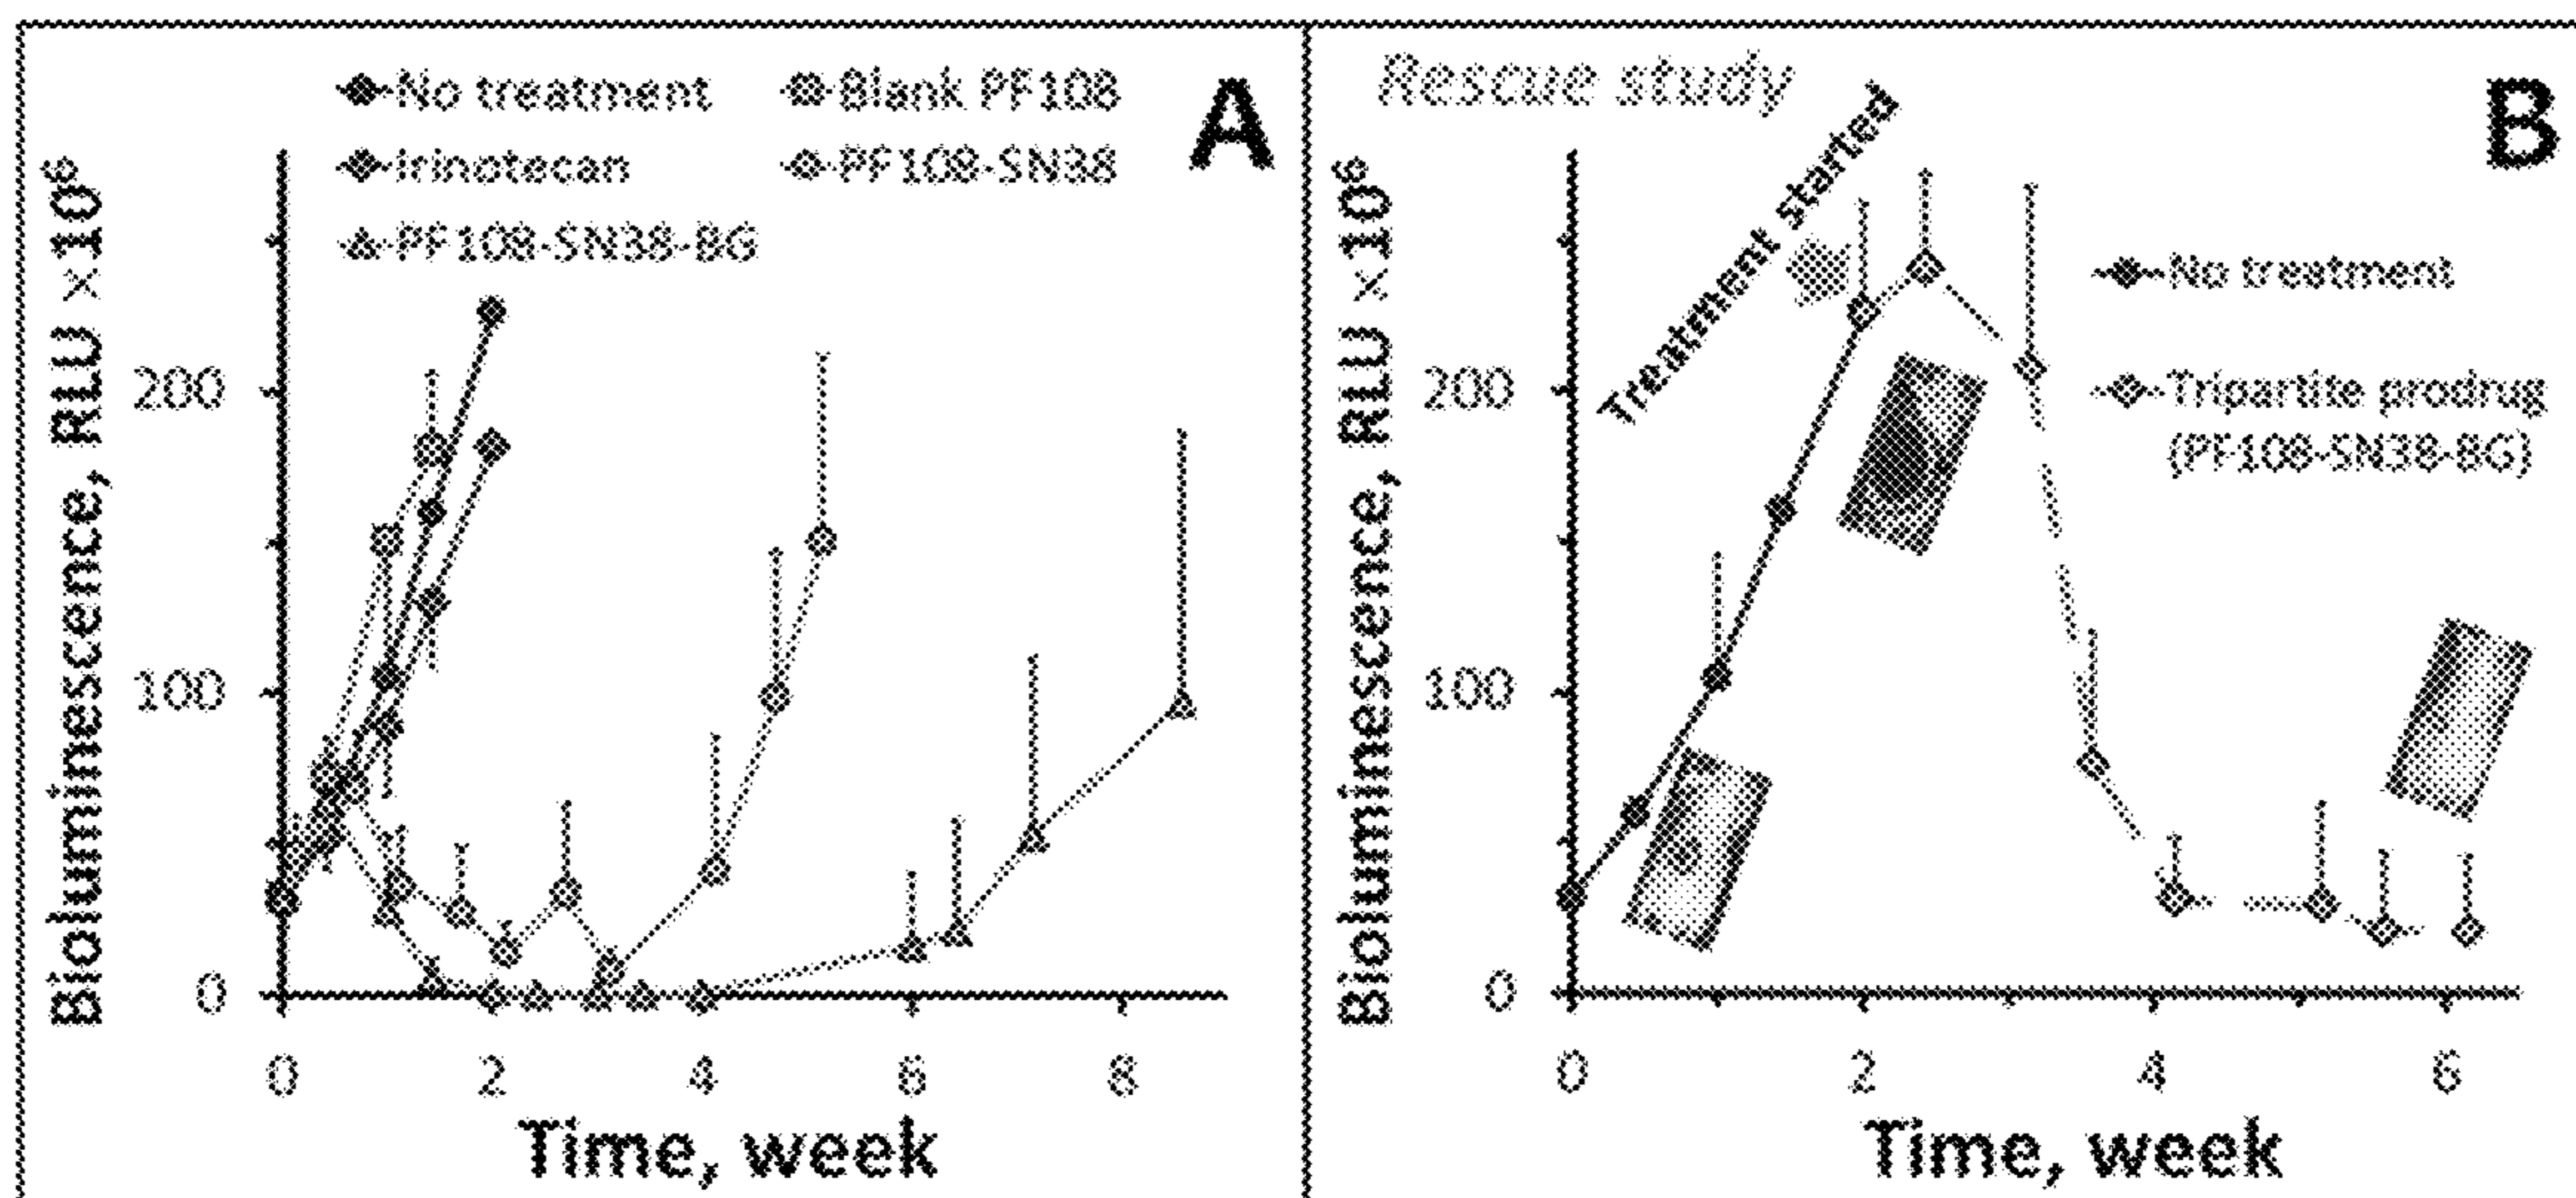 A
No treatment
Blank PF108
Irinotecan
PF108-SN38
PF108-SN38-BG
Bioluminescence, RLU ×10⁶
200
100
0
0 2 4 6 8
Time, week
Rescue study
B
Treatment started
No treatment
Tripartite prodrug
(PF108-SN38-BG)
Bioluminescence, RLU ×10⁶
200
100
0
0 2 4 6
Time, week